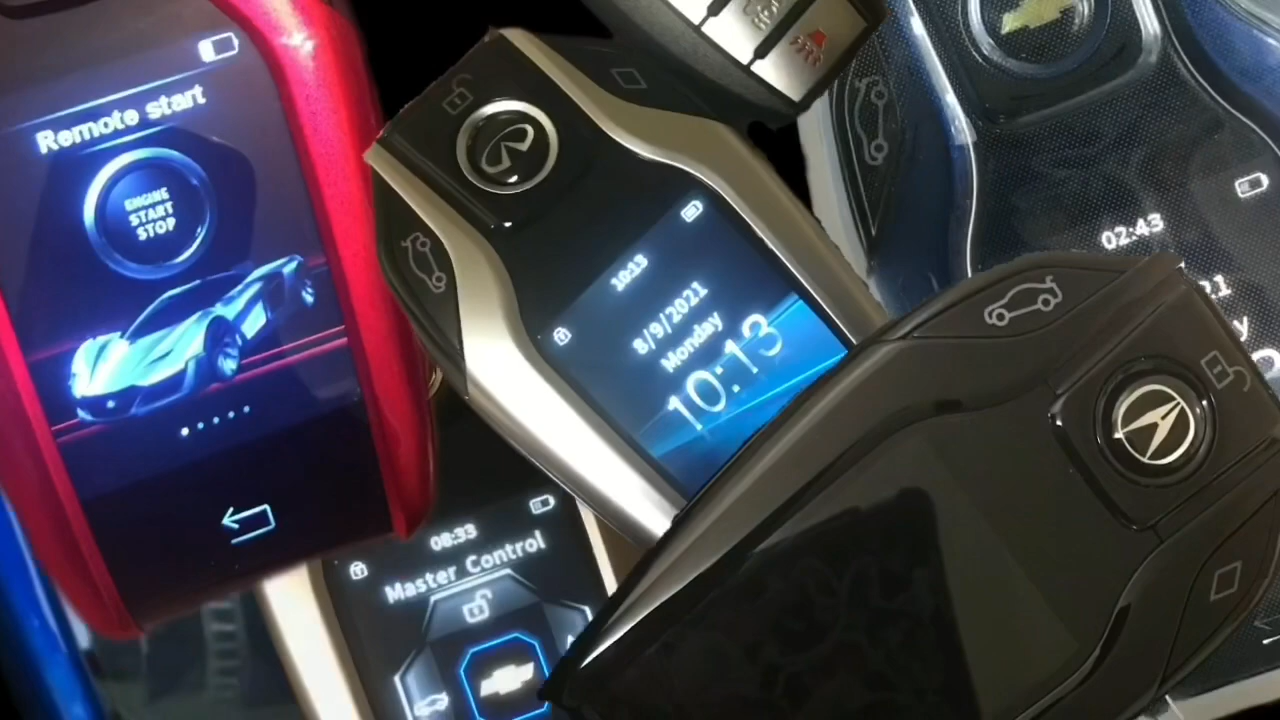 Remote start
ENGINE
START
STOP
10:13
8/9/2021
Monday
10:13
02:43
08:33
Master Control